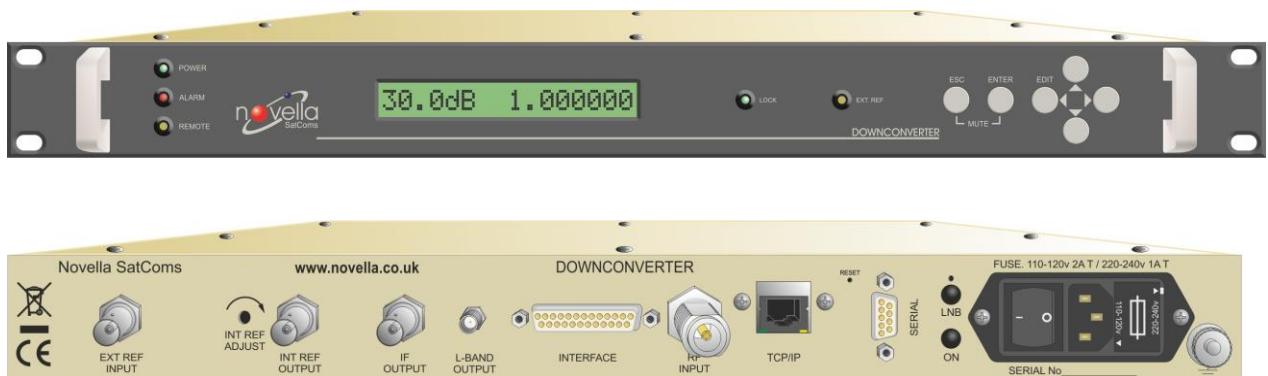 POWER
ALARM
REMOTE
novella
SatComs
30.0dB 1.000000
LOCK
EXT. REF
ESC ENTER EDIT
MUTE
DOWNCONVERTER
Novella SatComs www.novella.co.uk DOWNCONVERTER
FUSE. 110-120v 2A T / 220-240v 1A T
RESET
SERIAL
LNB
ON
110-120v
220-240v
I O
CE
INT REF
ADJUST
EXT REF
INPUT
INT REF
OUTPUT
IF
OUTPUT
L-BAND
OUTPUT
INTERFACE
RF
INPUT
TCP/IP
SERIAL No